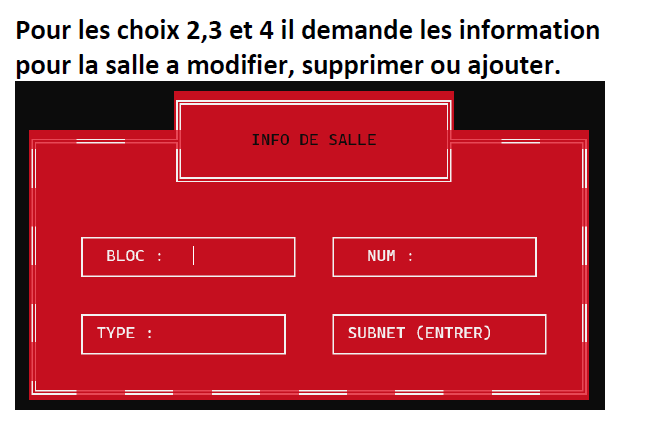 Pour les choix 2,3 et 4 il demande les information
pour la salle a modifier, supprimer ou ajouter.
INFO DE SALLE
BLOC :
NUM :
TYPE :
SUBNET (ENTRER)